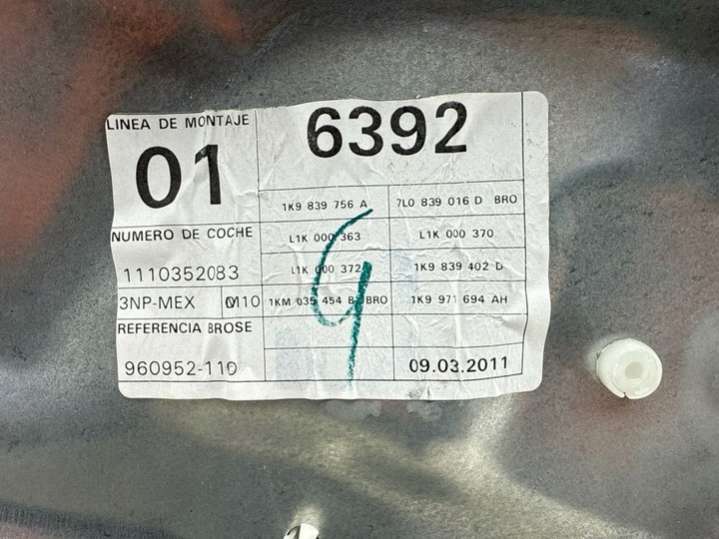 LINEA DE MONTAJE
01
6392
1K9 839 756 A
7L0 839 016 D BRO
NUMERO DE COCHE
L1K 000 363
L1K 000 370
1110352083
L1K 000 372
1K9 839 402 D
3NP-MEX
M10
1KM 035 454 B BRO
1K9 971 694 AH
REFERENCIA BROSE
960952-110
09.03.2011